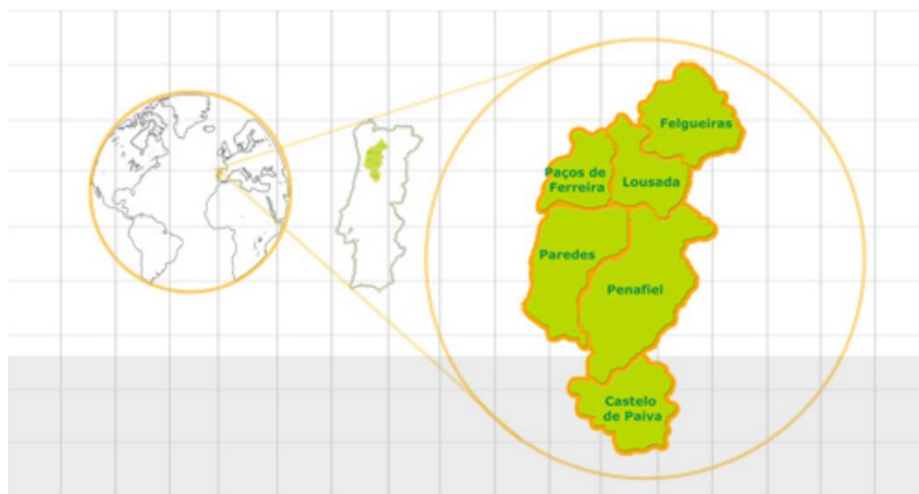 Felgueiras
Paços de
Ferreira
Lousada
Paredes
Penafiel
Castelo
de Paiva